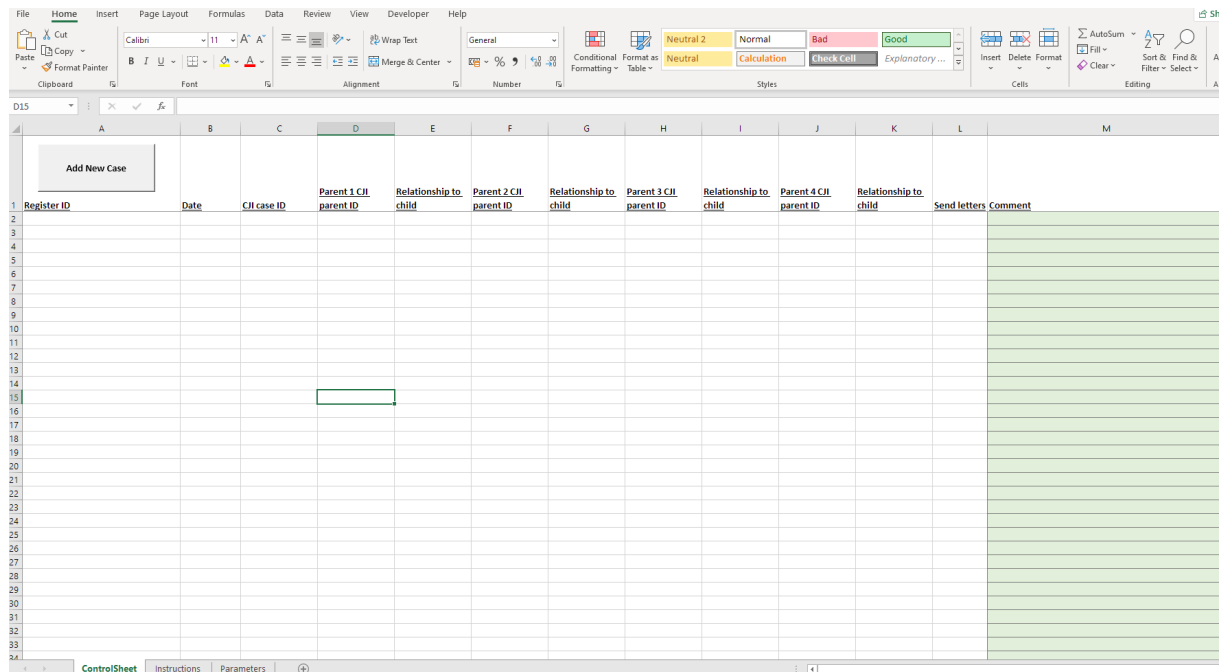 File Home Insert Page Layout Formulas Data Review View Developer Help
Cut
Copy
Format Painter
Paste
Clipboard
Calibri 11 A A
B I U A
Font
Wrap Text
Merge & Center
Alignment
General
% 9
Number
Conditional Formatting
Format as Table
Neutral 2 Normal Bad Good
Neutral Calculation Check Cell Explanatory ...
Styles
Insert Delete Format
Cells
AutoSum
Fill
Clear
Sort & Filter
Find & Select
Editing
D15 fx
A B C D E F G H I J K L M
Add New Case
1 Register ID Date CJI case ID Parent 1 CJI parent ID Relationship to child Parent 2 CJI parent ID Relationship to child Parent 3 CJI parent ID Relationship to child Parent 4 CJI parent ID Relationship to child Send letters Comment
2
3
4
5
6
7
8
9
10
11
12
13
14
15
16
17
18
19
20
21
22
23
24
25
26
27
28
29
30
31
32
33
34
ControlSheet Instructions Parameters